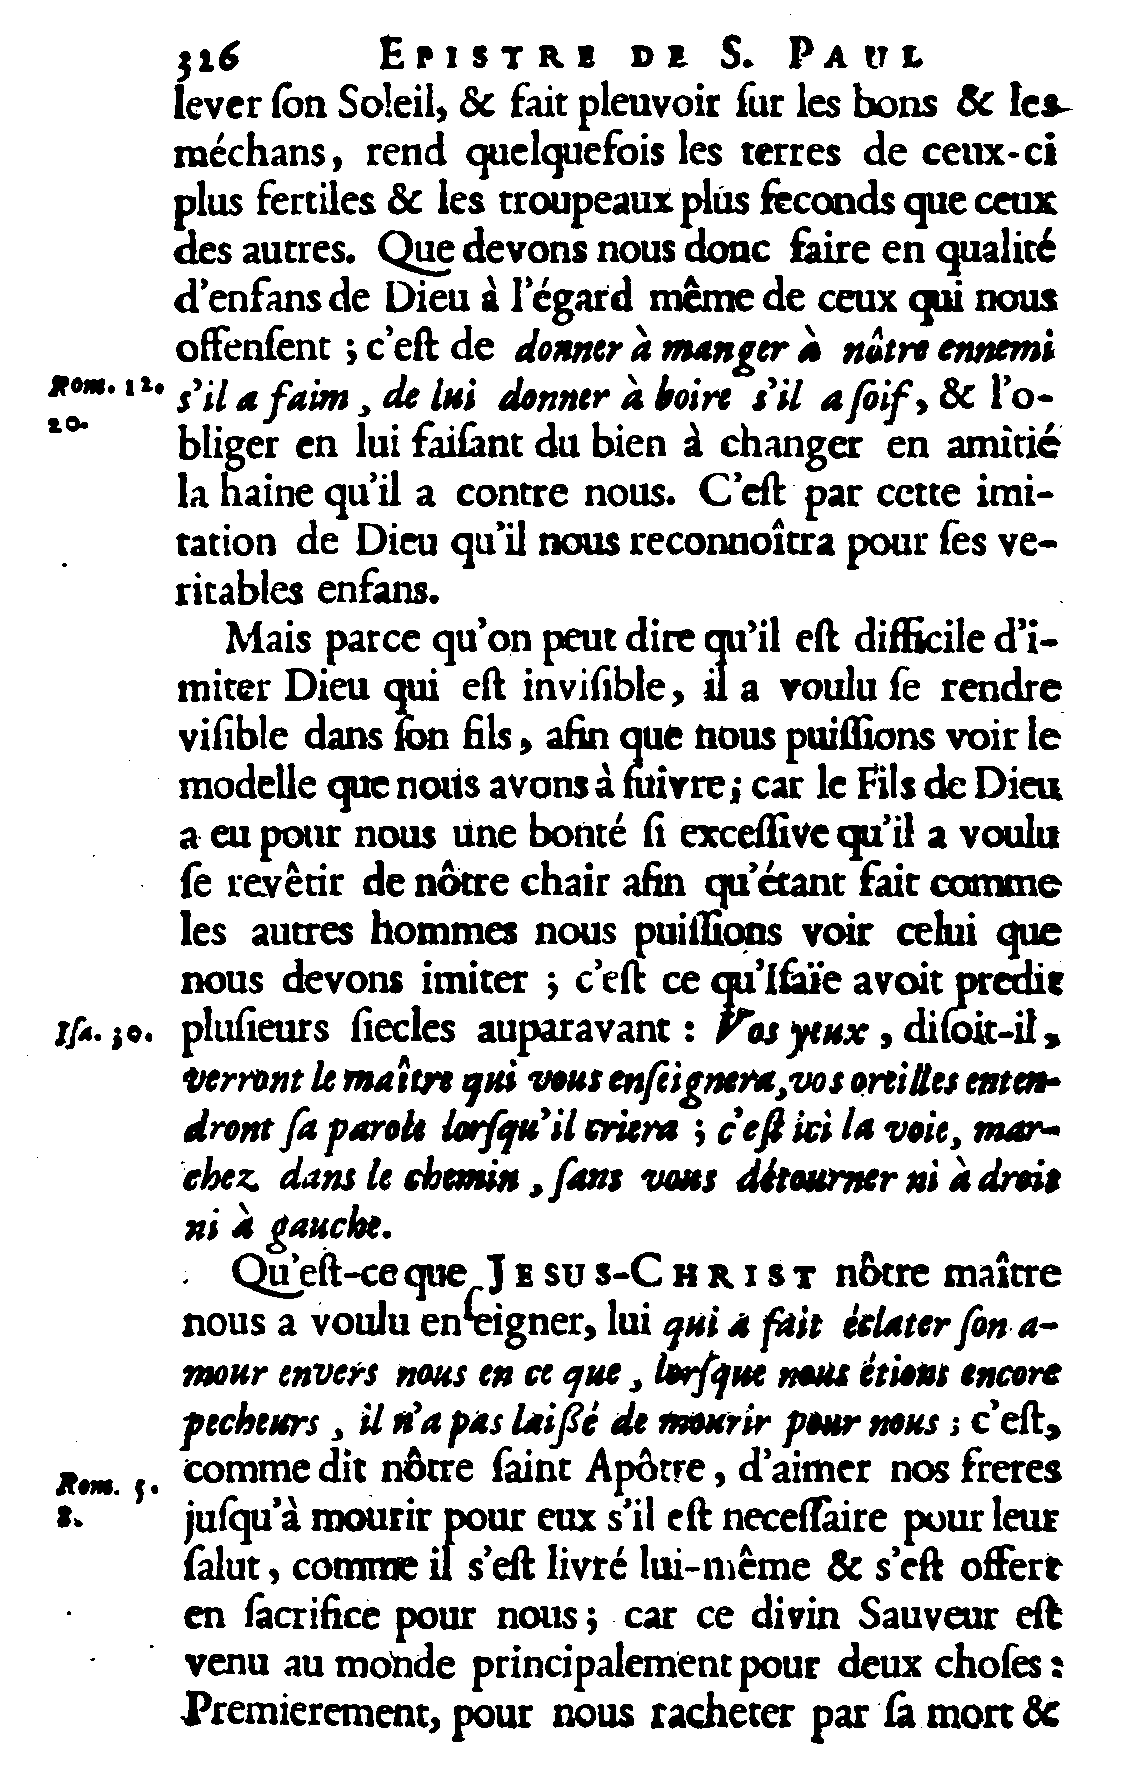 326 EPISTRE DE S. PAUL
lever ſon Soleil, & fait pleuvoir ſur les bons & les
méchans, rend quelquefois les terres de ceux-ci
plus fertiles & les troupeaux plus feconds que ceux
des autres. Que devons nous donc faire en qualité
d'enfans de Dieu à l'égard même de ceux qui nous
offenſent ; c'eſt de donner à manger à nôtre ennemi
Rom. 12. s'il a faim, de lui donner à boire s'il a ſoif, & l'o-
20.
bliger en lui faiſant du bien à changer en amitié
la haine qu'il a contre nous. C'eſt par cette imi-
tation de Dieu qu'il nous reconnoîtra pour ſes ve-
ritables enfans.
Mais parce qu'on peut dire qu'il eſt difficile d'i-
miter Dieu qui eſt inviſible, il a voulu ſe rendre
viſible dans ſon fils, afin que nous puiſſions voir le
modelle que nous avons à ſuivre; car le Fils de Dieu
a eu pour nous une bonté ſi exceſſive qu'il a voulu
ſe revêtir de nôtre chair afin qu'étant fait comme
les autres hommes nous puiſſions voir celui que
nous devons imiter ; c'eſt ce qu'Iſaïe avoit predit
Iſa. 30. pluſieurs ſiecles auparavant : Vos yeux, diſoit-il,
verront le maître qui vous enſeignera, vos oreilles enten-
dront ſa parole lorſqu'il criera ; c'eſt ici la voie, mar-
chez dans le chemin, ſans vous détourner ni à droit
ni à gauche.
Qu'eſt-ce que JESUS-CHRIST nôtre maître
nous a voulu enſeigner, lui qui a fait éclater ſon a-
mour envers nous en ce que, lorſque nous étions encore
pecheurs, il n'a pas laiſſé de mourir pour nous ; c'eſt,
comme dit nôtre ſaint Apôtre, d'aimer nos freres
Rom. 5.
8. juſqu'à mourir pour eux s'il eſt neceſſaire pour leur
ſalut, comme il s'eſt livré lui-même & s'eſt offert
en ſacrifice pour nous ; car ce divin Sauveur eſt
venu au monde principalement pour deux choſes :
Premierement, pour nous racheter par ſa mort &